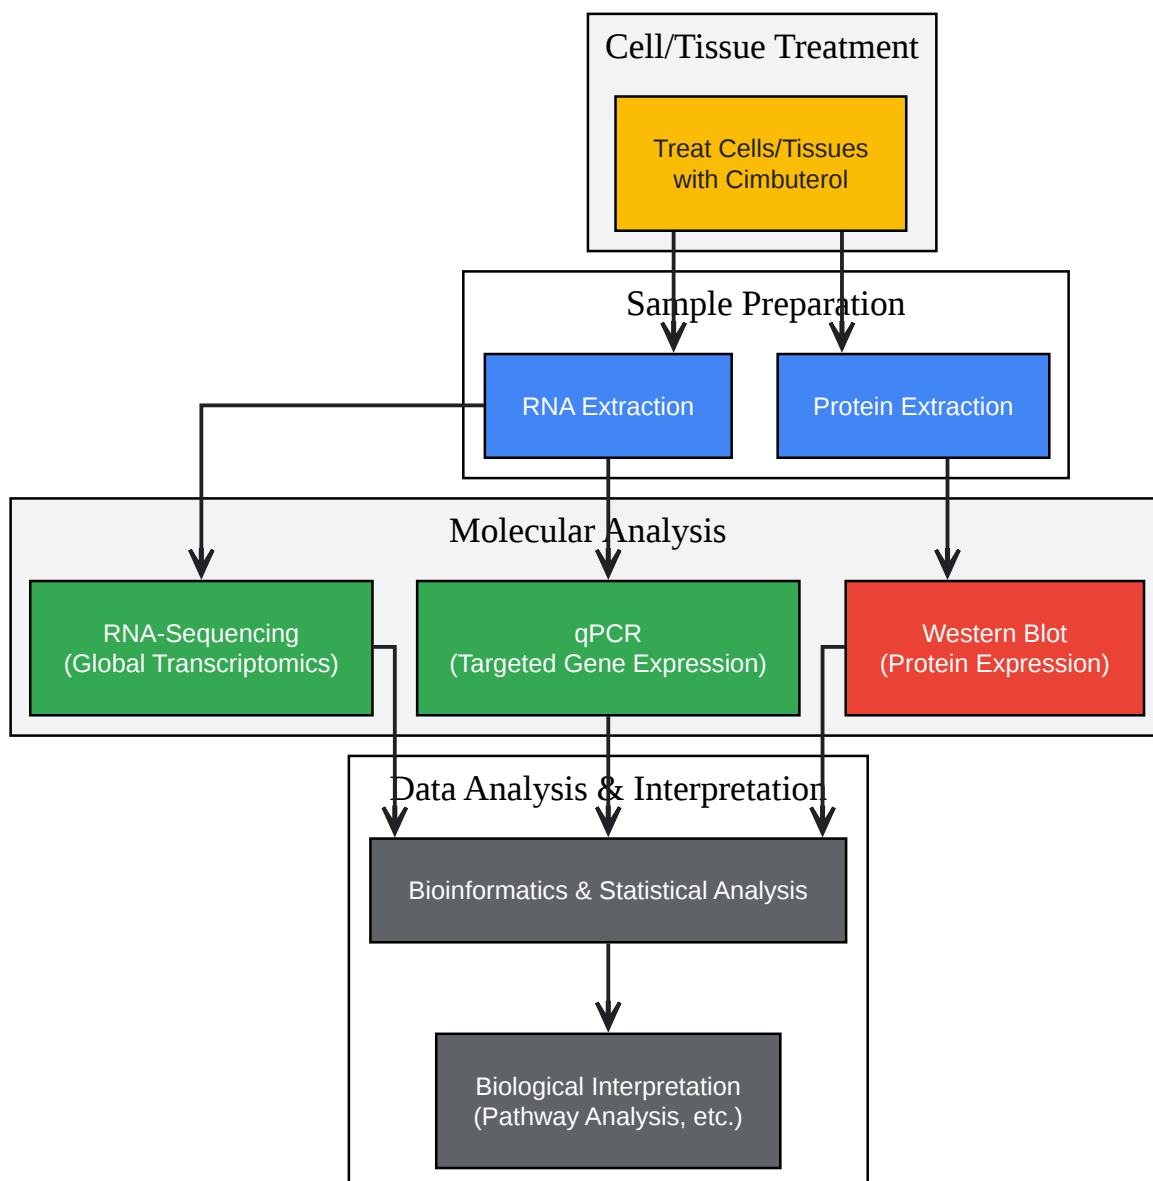 Cell/Tissue Treatment
Treat Cells/Tissues
with Cimbuterol
Sample Preparation
RNA Extraction
Protein Extraction
Molecular Analysis
RNA-Sequencing
(Global Transcriptomics)
qPCR
(Targeted Gene Expression)
Western Blot
(Protein Expression)
Data Analysis & Interpretation
Bioinformatics & Statistical Analysis
Biological Interpretation
(Pathway Analysis, etc.)